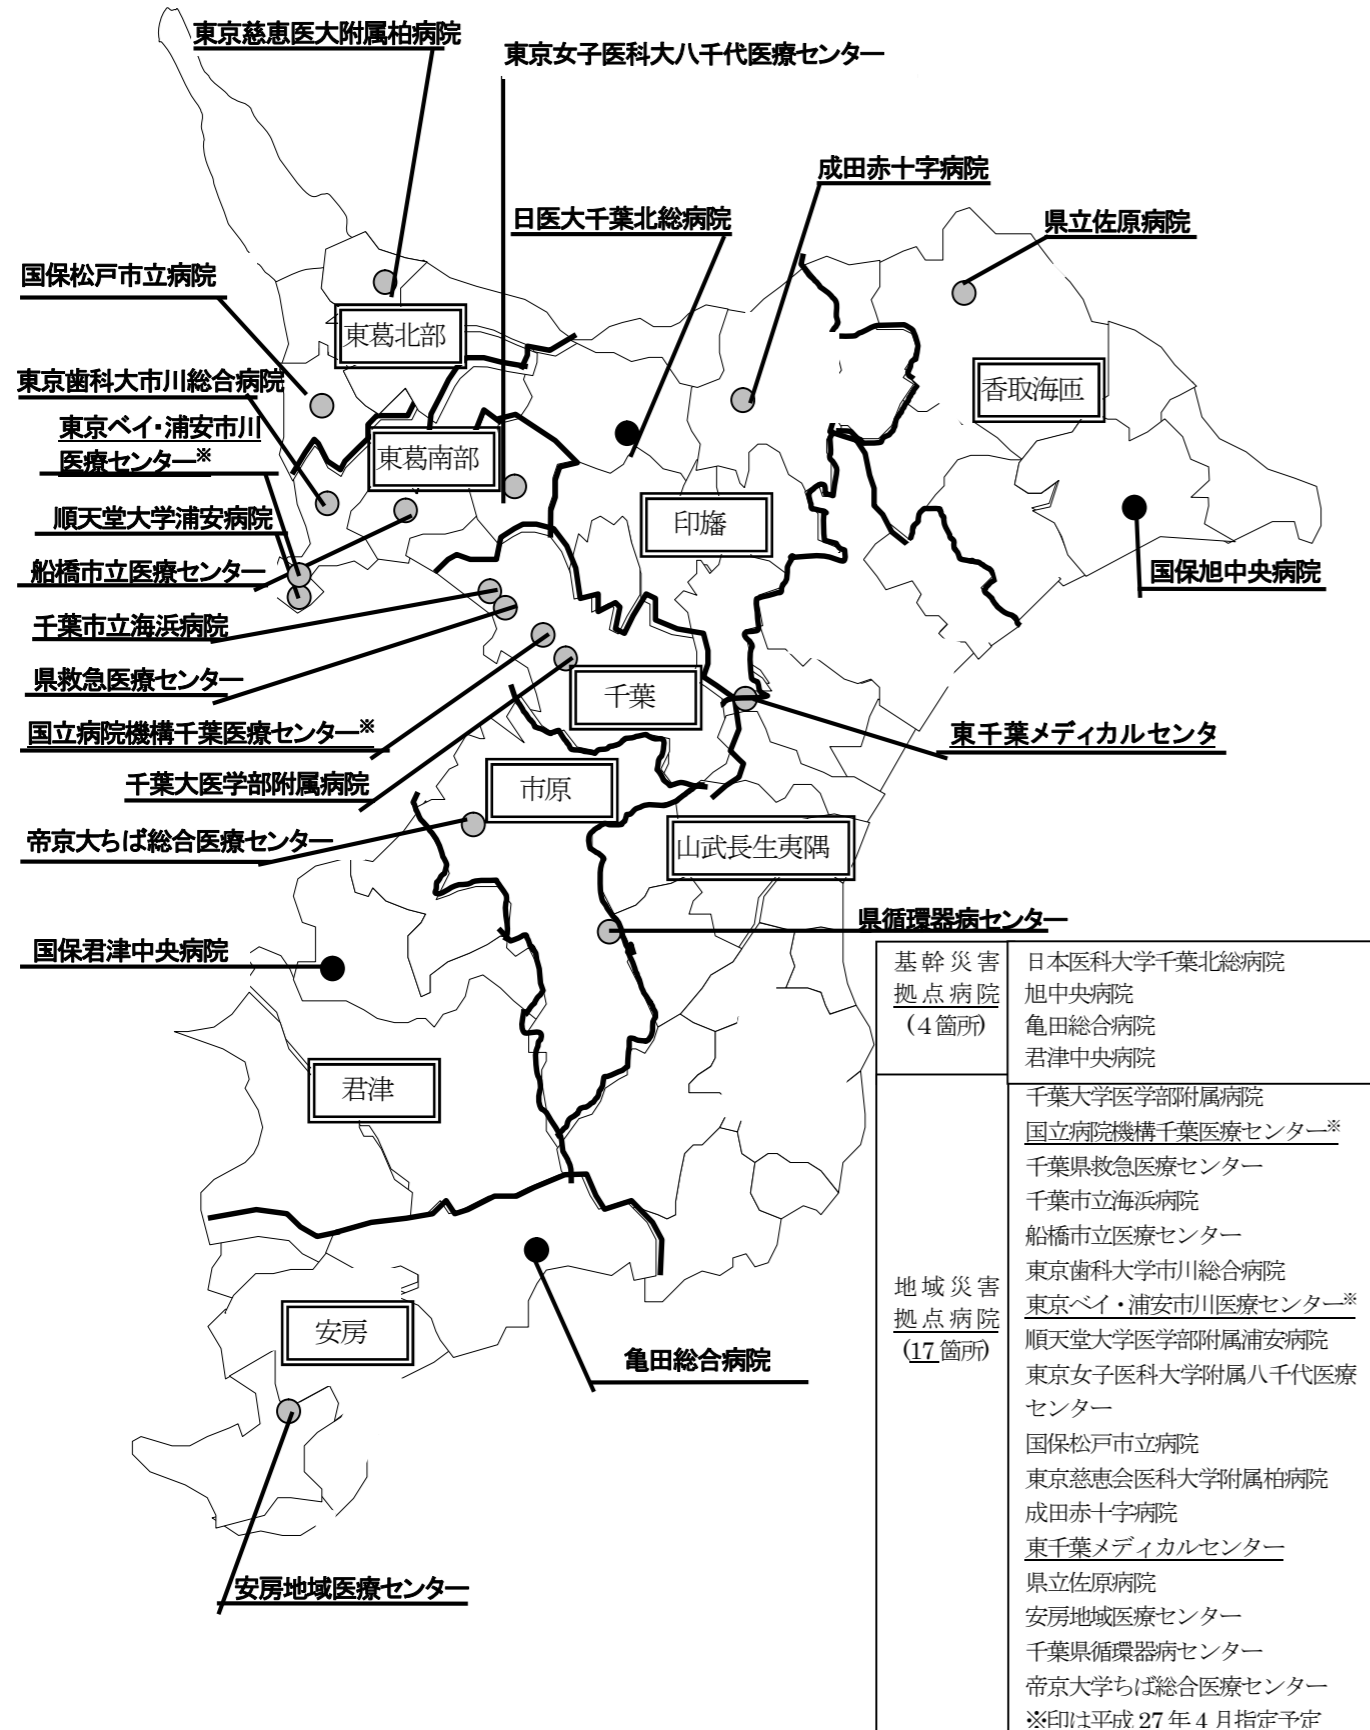 東京慈恵医大附属柏病院
東京女子医科大八千代医療センター
成田赤十字病院
日医大千葉北総病院
県立佐原病院
国保松戸市立病院
東葛北部
東京歯科大市川総合病院
香取海匝
東京ベイ・浦安市川
医療センター※
東葛南部
順天堂大学浦安病院
印旛
船橋市立医療センター
国保旭中央病院
千葉市立海浜病院
県救急医療センター
千葉
国立病院機構千葉医療センター※
東千葉メディカルセンタ
千葉大医学部附属病院
市原
帝京大ちば総合医療センター
山武長生夷隅
県循環器病センター
国保君津中央病院
君津
安房
亀田総合病院
安房地域医療センター
基幹災害
拠点病院
(4箇所)
日本医科大学千葉北総病院
旭中央病院
亀田総合病院
君津中央病院
地域災害
拠点病院
(17箇所)
千葉大学医学部附属病院
国立病院機構千葉医療センター※
千葉県救急医療センター
千葉市立海浜病院
船橋市立医療センター
東京歯科大学市川総合病院
東京ベイ・浦安市川医療センター※
順天堂大学医学部附属浦安病院
東京女子医科大学附属八千代医療
センター
国保松戸市立病院
東京慈恵会医科大学附属柏病院
成田赤十字病院
東千葉メディカルセンター
県立佐原病院
安房地域医療センター
千葉県循環器病センター
帝京大学ちば総合医療センター
※印は平成27年4月指定予定